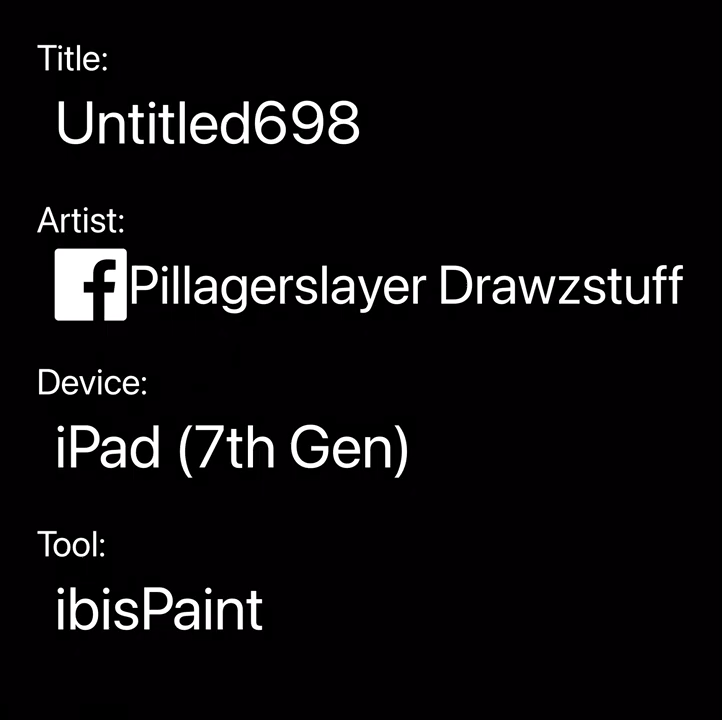 Title:
Untitled698
Artist:
Pillagerslayer Drawzstuff
Device:
iPad (7th Gen)
Tool:
ibisPaint